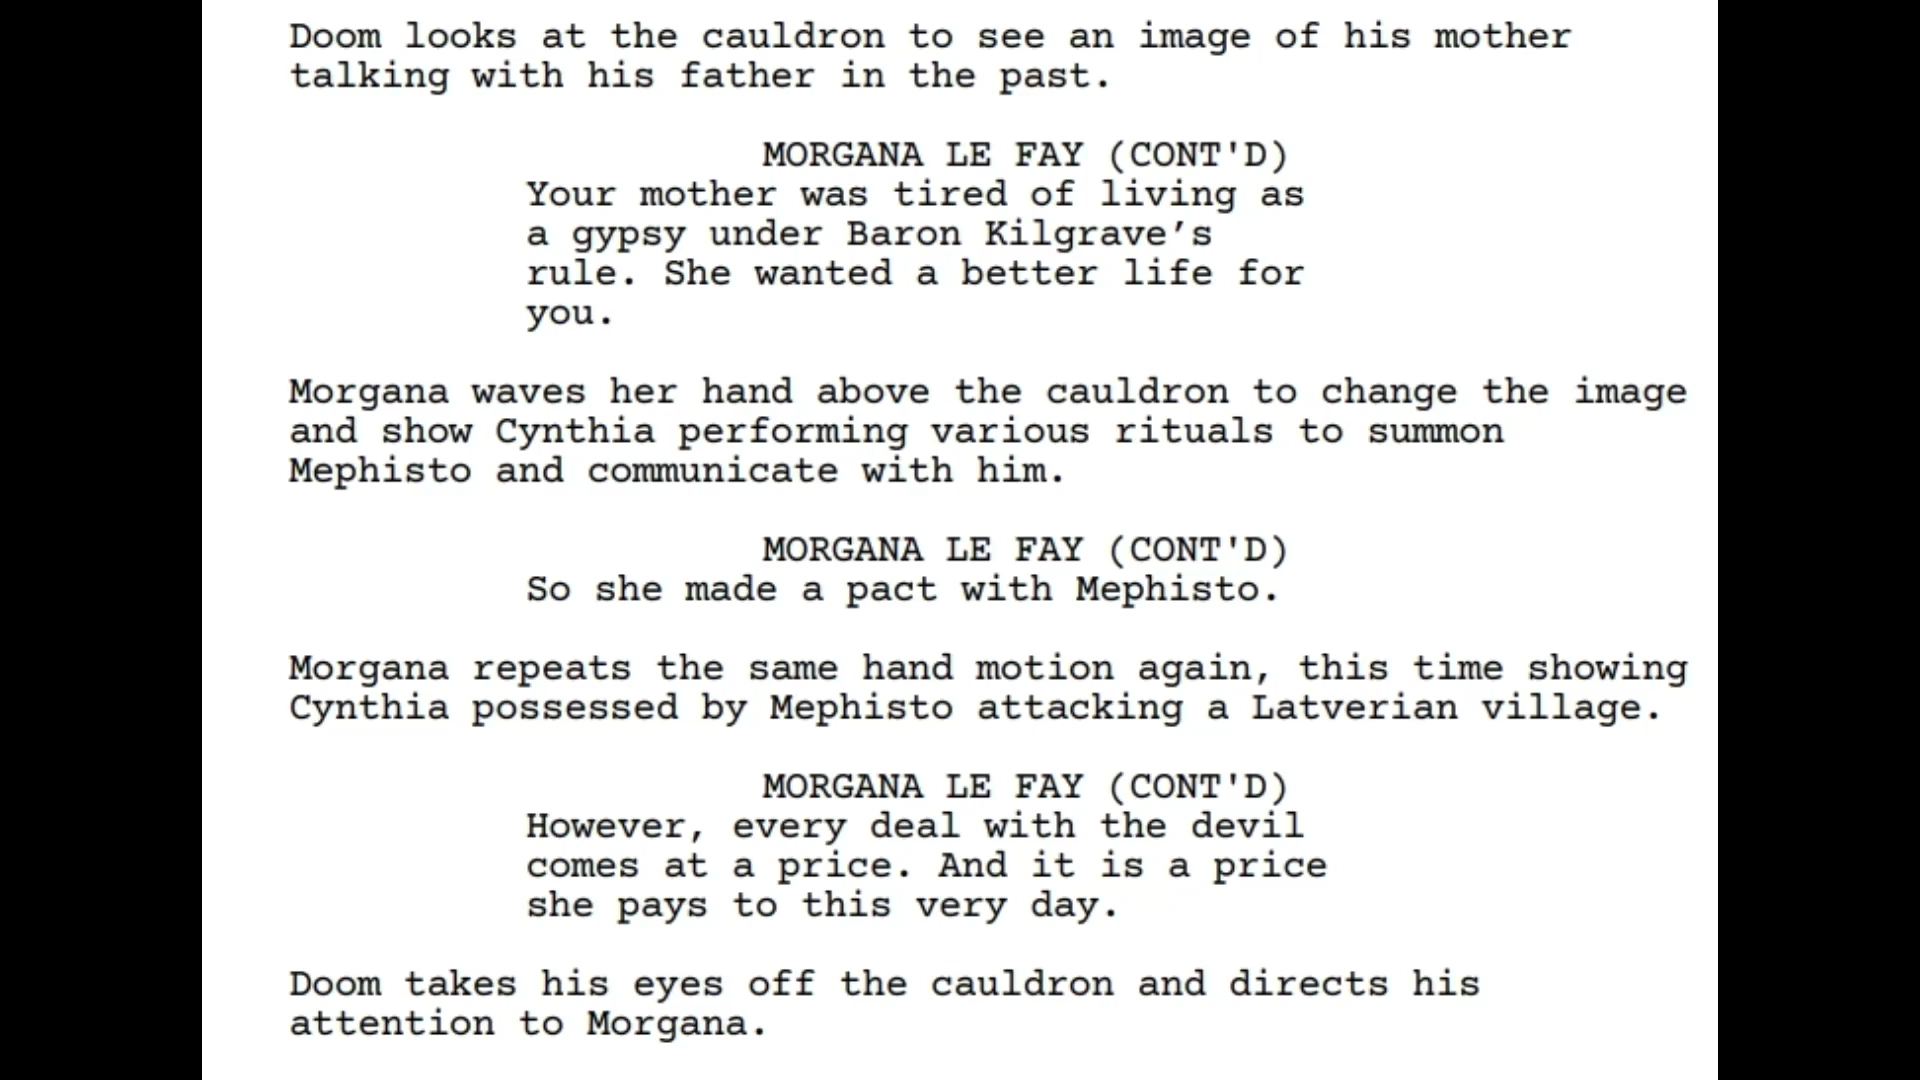 Doom looks at the cauldron to see an image of his mother
talking with his father in the past.
MORGANA LE FAY (CONT'D)
Your mother was tired of living as
a gypsy under Baron Kilgrave’s
rule. She wanted a better life for
you.
Morgana waves her hand above the cauldron to change the image
and show Cynthia performing various rituals to summon
Mephisto and communicate with him.
MORGANA LE FAY (CONT'D)
So she made a pact with Mephisto.
Morgana repeats the same hand motion again, this time showing
Cynthia possessed by Mephisto attacking a Latverian village.
MORGANA LE FAY (CONT'D)
However, every deal with the devil
comes at a price. And it is a price
she pays to this very day.
Doom takes his eyes off the cauldron and directs his
attention to Morgana.